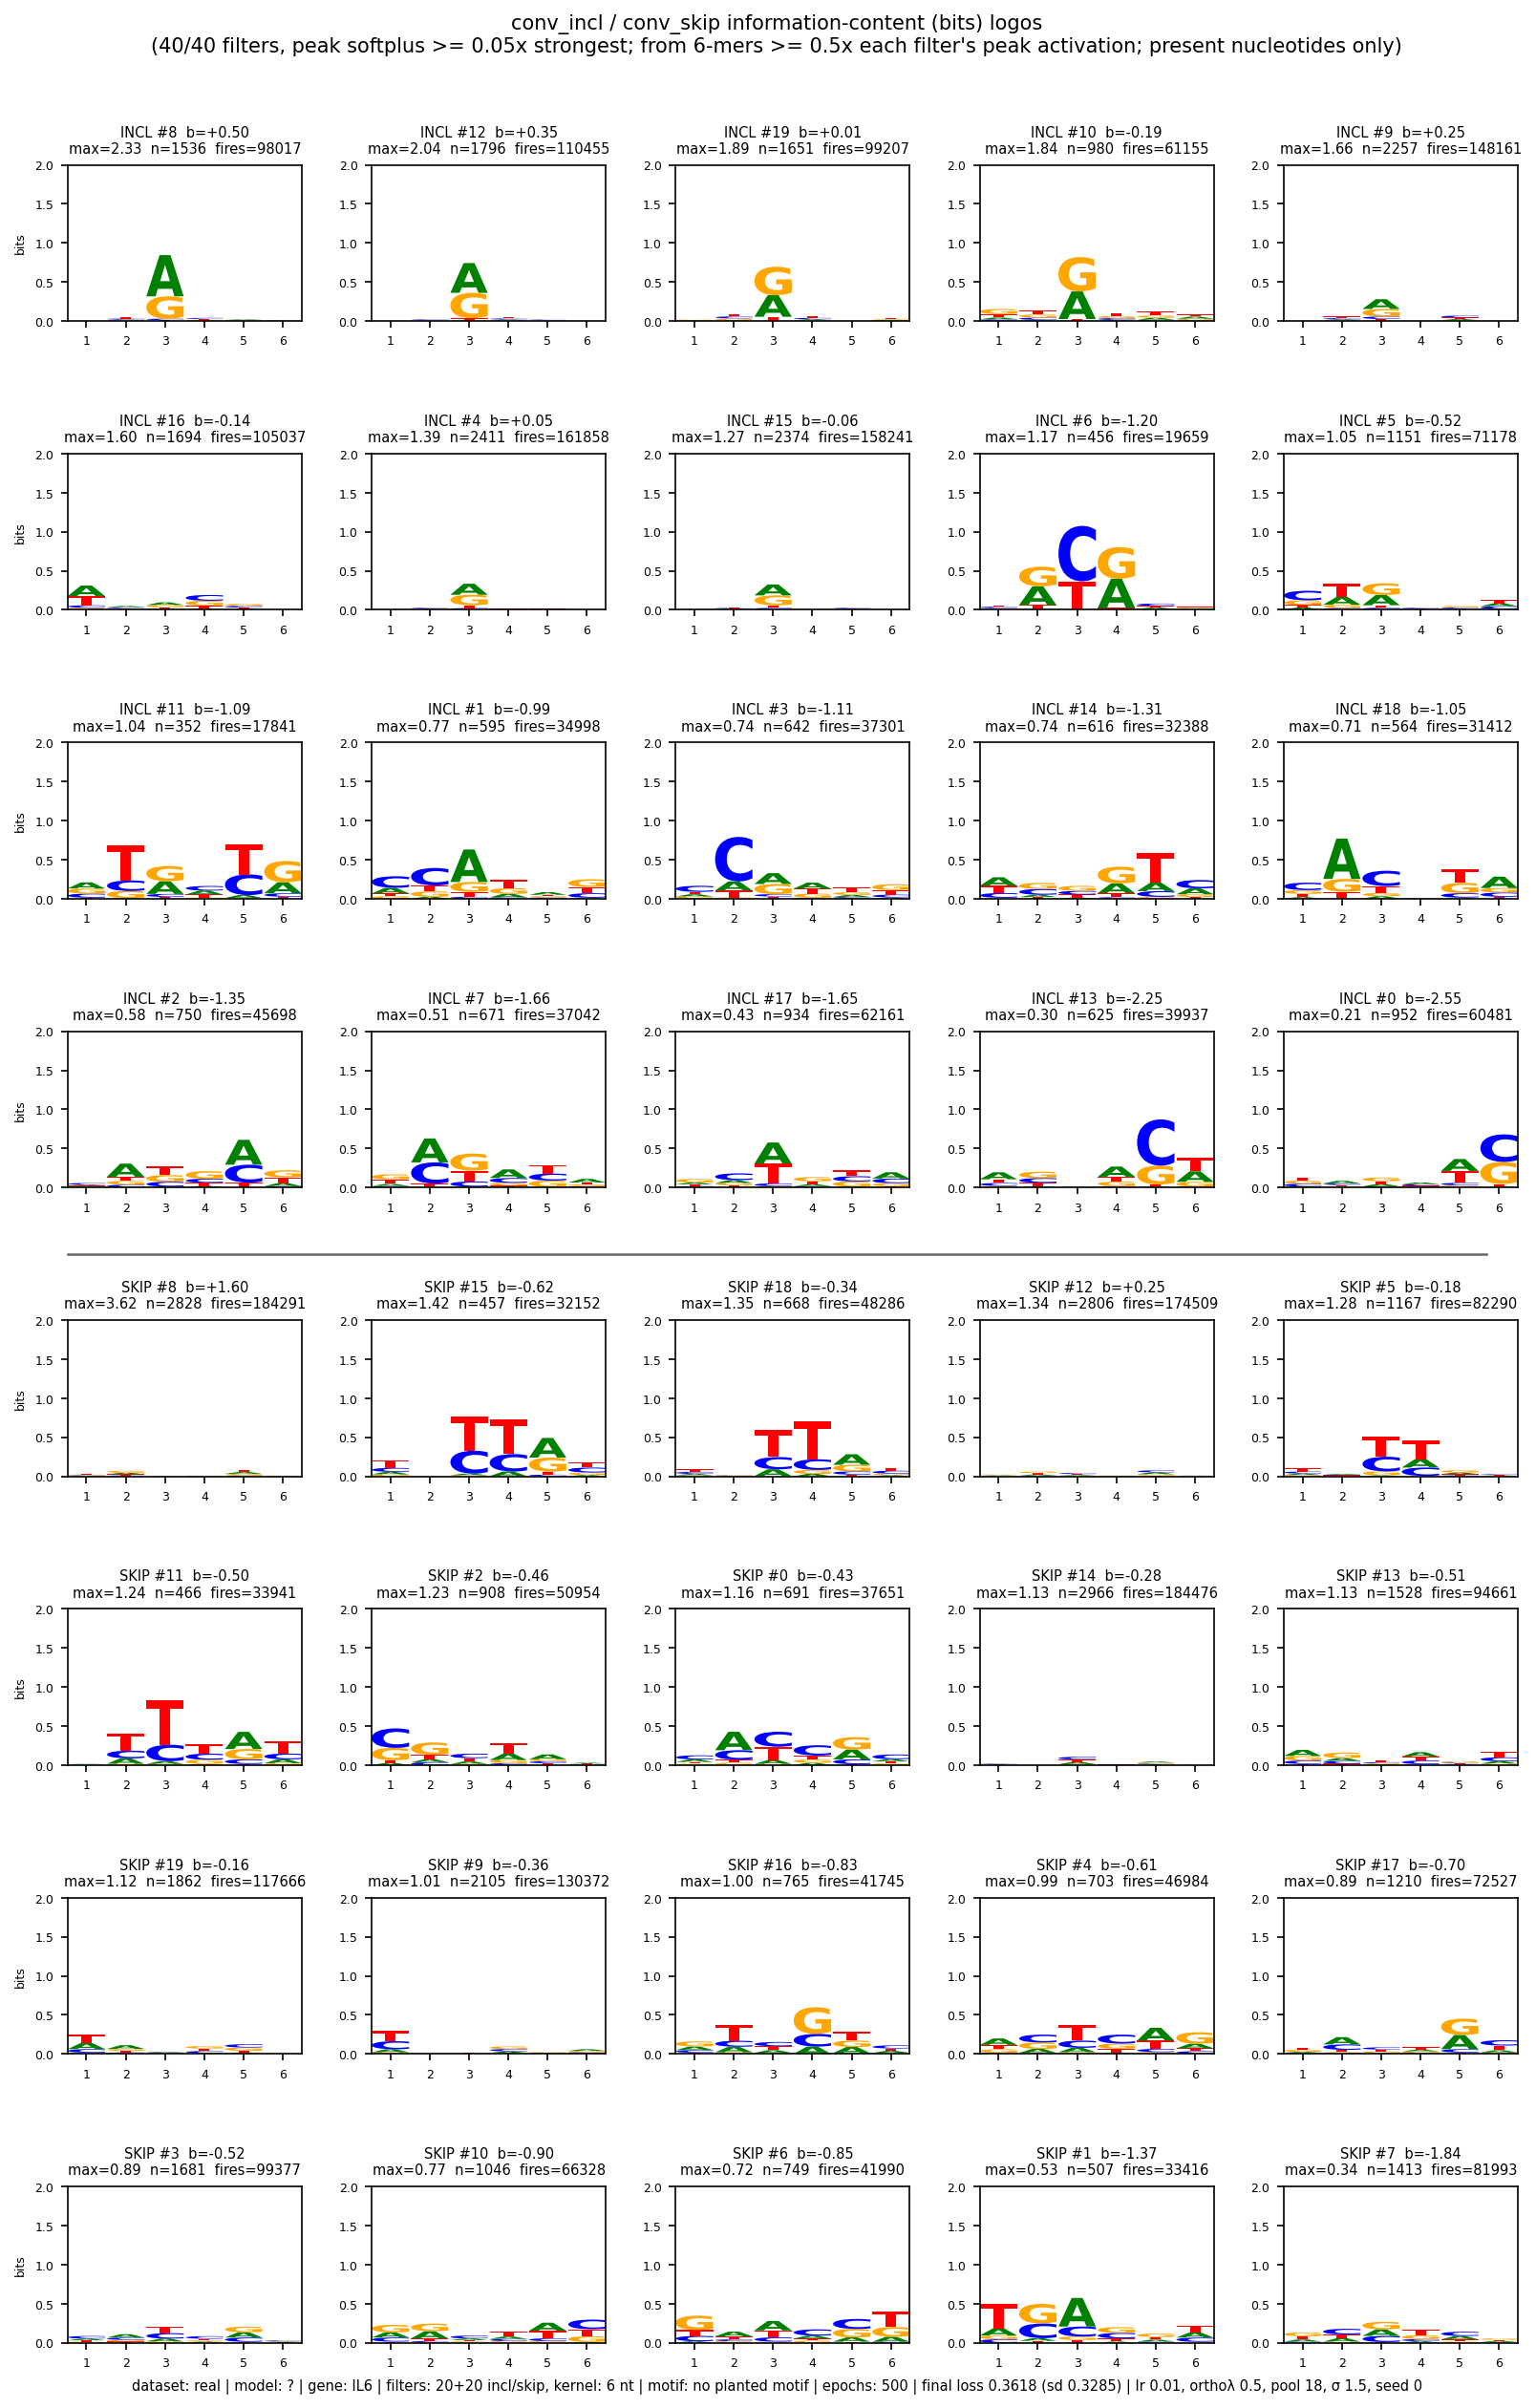 conv_incl / conv_skip information-content (bits) logos
(40/40 filters, peak softplus >= 0.05x strongest; from 6-mers >= 0.5x each filter's peak activation; present nucleotides only)
INCL #8 b=+0.50
max=2.33 n=1536 fires=98017
INCL #12 b=+0.35
max=2.04 n=1796 fires=110455
INCL #19 b=+0.01
max=1.89 n=1651 fires=99207
INCL #10 b=-0.19
max=1.84 n=980 fires=61155
INCL #9 b=+0.25
max=1.66 n=2257 fires=148161
bits
INCL #16 b=-0.14
max=1.60 n=1694 fires=105037
INCL #4 b=+0.05
max=1.39 n=2411 fires=161858
INCL #15 b=-0.06
max=1.27 n=2374 fires=158241
INCL #6 b=-1.20
max=1.17 n=456 fires=19659
INCL #5 b=-0.52
max=1.05 n=1151 fires=71178
bits
INCL #11 b=-1.09
max=1.04 n=352 fires=17841
INCL #1 b=-0.99
max=0.77 n=595 fires=34998
INCL #3 b=-1.11
max=0.74 n=642 fires=37301
INCL #14 b=-1.31
max=0.74 n=616 fires=32388
INCL #18 b=-1.05
max=0.71 n=564 fires=31412
bits
INCL #2 b=-1.35
max=0.58 n=750 fires=45698
INCL #7 b=-1.66
max=0.51 n=671 fires=37042
INCL #17 b=-1.65
max=0.43 n=934 fires=62161
INCL #13 b=-2.25
max=0.30 n=625 fires=39937
INCL #0 b=-2.55
max=0.21 n=952 fires=60481
bits
SKIP #8 b=+1.60
max=3.62 n=2828 fires=184291
SKIP #15 b=-0.62
max=1.42 n=457 fires=32152
SKIP #18 b=-0.34
max=1.35 n=668 fires=48286
SKIP #12 b=+0.25
max=1.34 n=2806 fires=174509
SKIP #5 b=-0.18
max=1.28 n=1167 fires=82290
bits
SKIP #11 b=-0.50
max=1.24 n=466 fires=33941
SKIP #2 b=-0.46
max=1.23 n=908 fires=50954
SKIP #0 b=-0.43
max=1.16 n=691 fires=37651
SKIP #14 b=-0.28
max=1.13 n=2966 fires=184476
SKIP #13 b=-0.51
max=1.13 n=1528 fires=94661
bits
SKIP #19 b=-0.16
max=1.12 n=1862 fires=117666
SKIP #9 b=-0.36
max=1.01 n=2105 fires=130372
SKIP #16 b=-0.83
max=1.00 n=765 fires=41745
SKIP #4 b=-0.61
max=0.99 n=703 fires=46984
SKIP #17 b=-0.70
max=0.89 n=1210 fires=72527
bits
SKIP #3 b=-0.52
max=0.89 n=1681 fires=99377
SKIP #10 b=-0.90
max=0.77 n=1046 fires=66328
SKIP #6 b=-0.85
max=0.72 n=749 fires=41990
SKIP #1 b=-1.37
max=0.53 n=507 fires=33416
SKIP #7 b=-1.84
max=0.34 n=1413 fires=81993
bits
dataset: real | model: ? | gene: IL6 | filters: 20+20 incl/skip, kernel: 6 nt | motif: no planted motif | epochs: 500 | final loss 0.3618 (sd 0.3285) | lr 0.01, orthoλ 0.5, pool 18, σ 1.5, seed 0